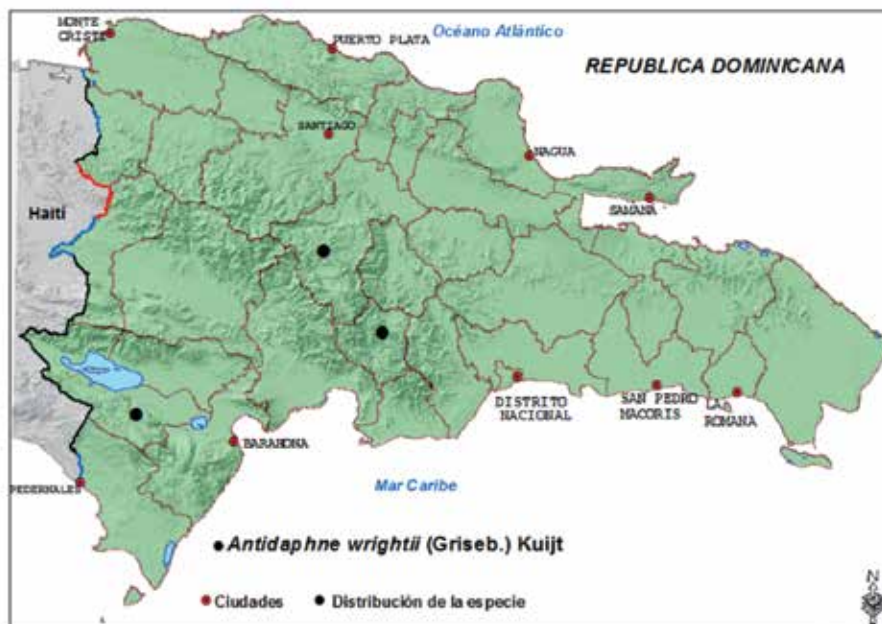 MONTE
CRISTI
PUERTO PLATA
Océano Atlántico
REPUBLICA DOMINICANA
SANTIAGO
NAGUA
SAMANA
Haití
DISTRITO
NACIONAL
SAN PEDRO
MACORIS
LA
ROMANA
BARAHONA
PEDERNALES
Mar Caribe
Antidaphne wrightii (Griseb.) Kuijt
Ciudades
Distribución de la especie
N